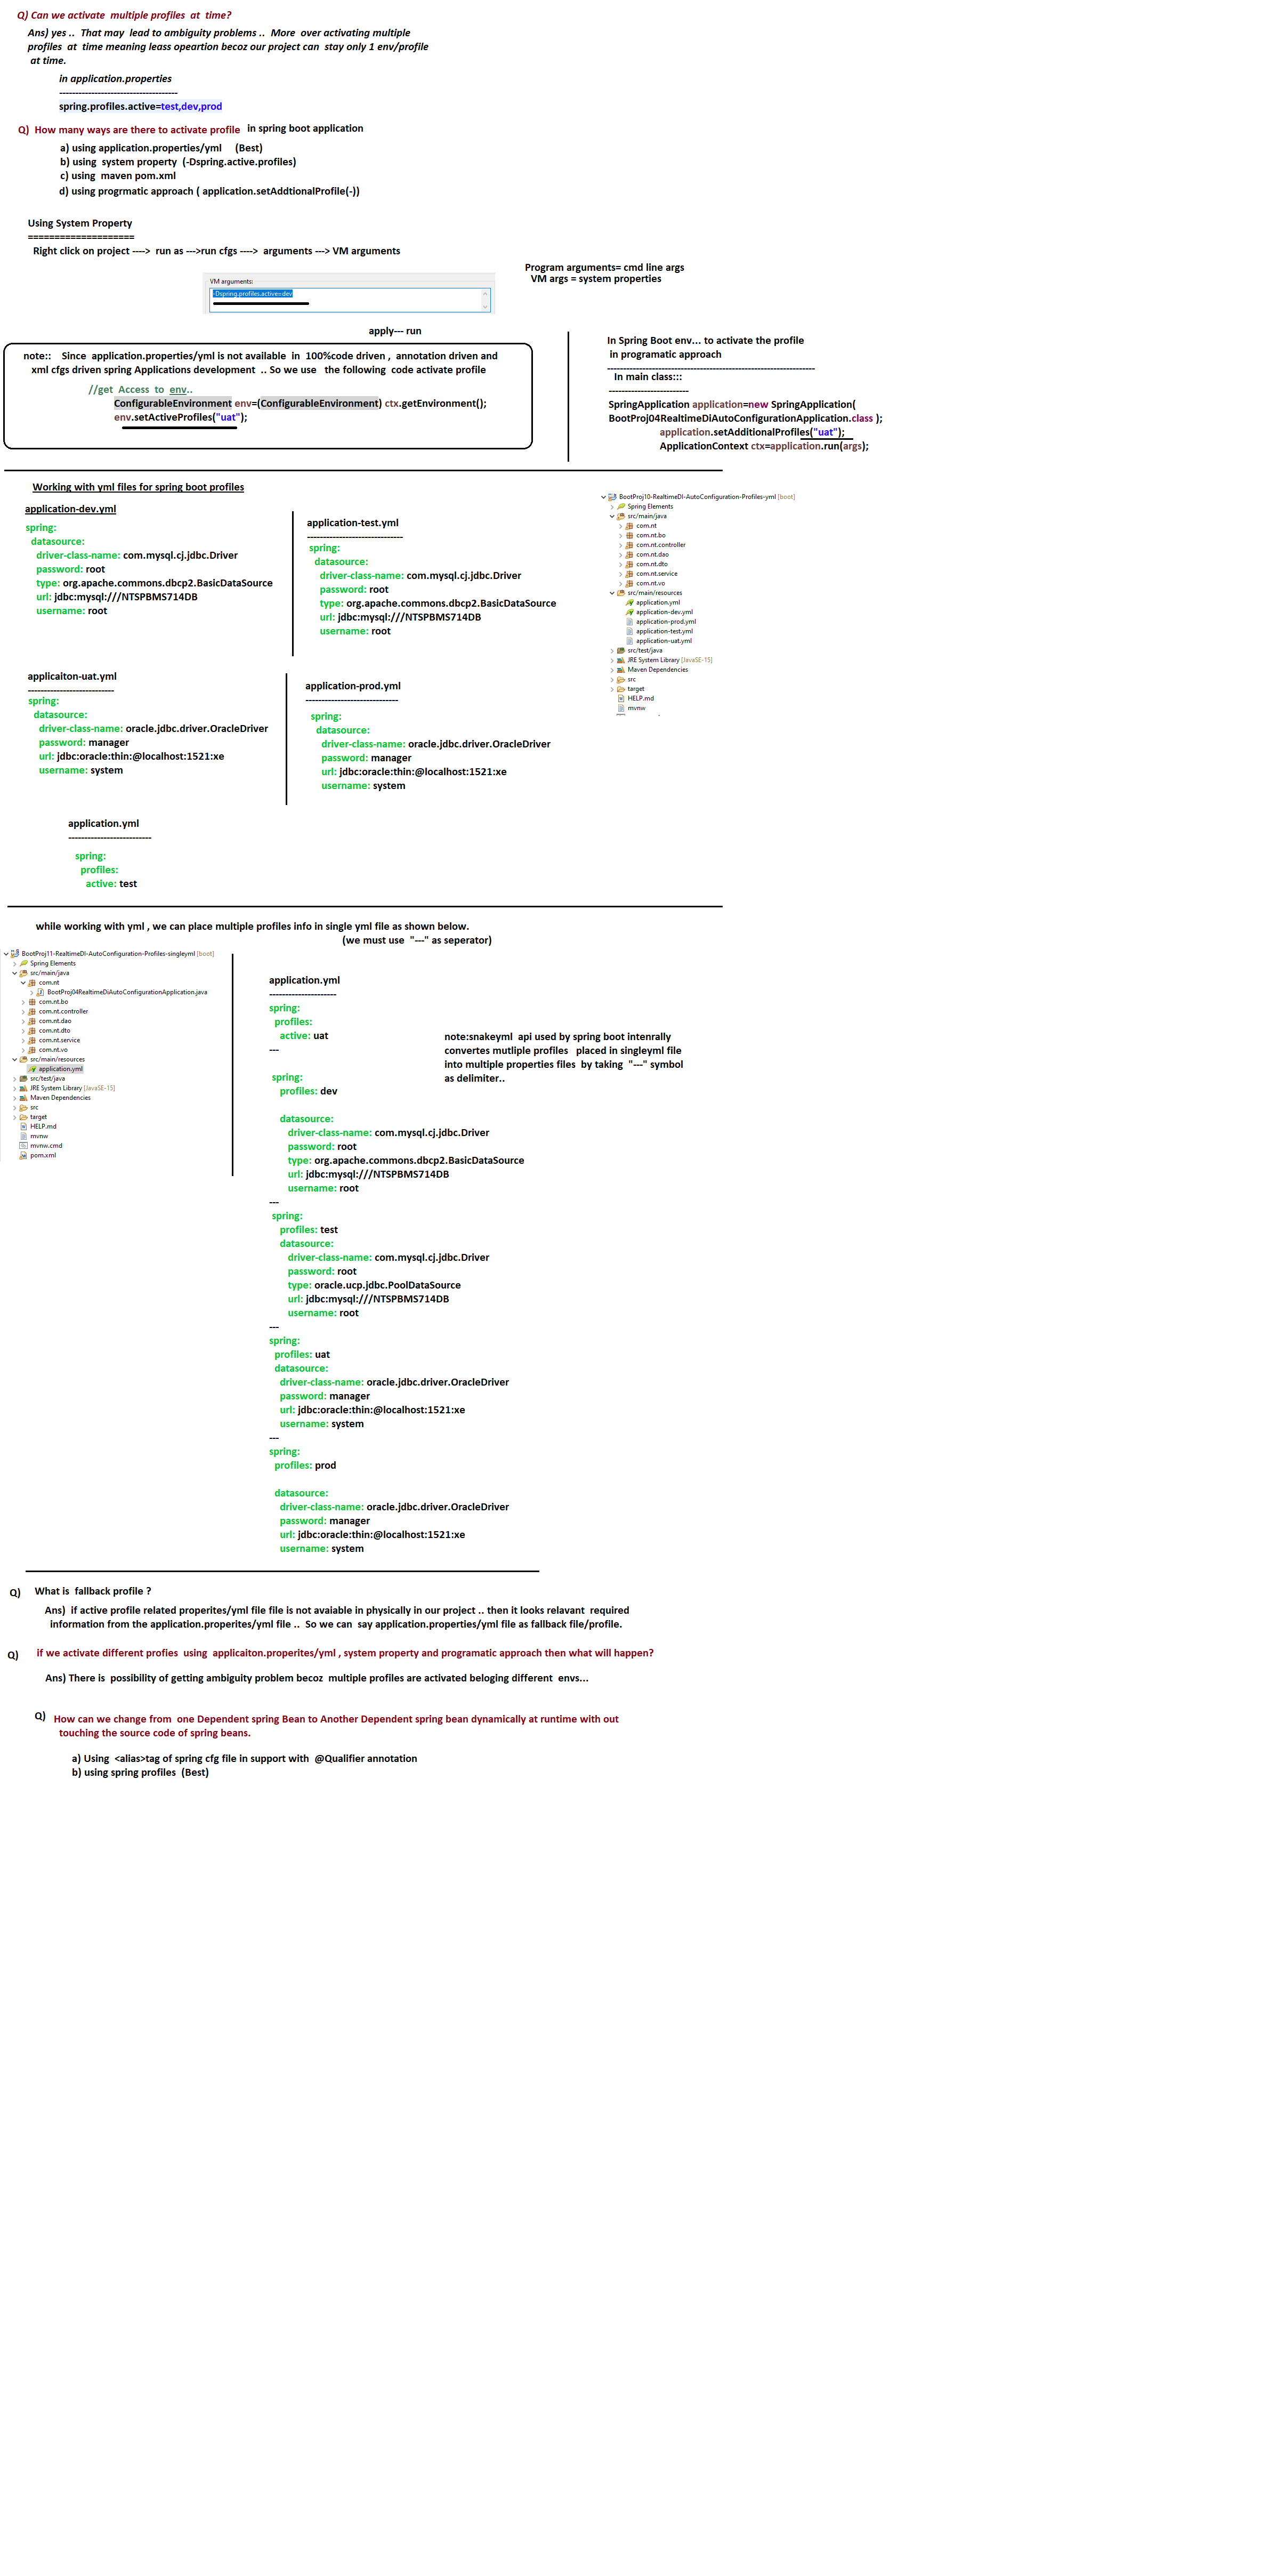 Q) Can we activate  multiple profiles  at  time?
Ans) yes ..  That may  lead to ambiguity problems ..  More  over activating multiple
profiles  at  time meaning leass opeartion becoz our project can  stay only 1 env/profile
at time.
in application.properties
-------------------------------------
spring.profiles.active=test,dev,prod
Q)  How many ways are there to activate profile  in spring boot application
a) using application.properties/yml    (Best)
b) using  system property  (-Dspring.active.profiles)
c) using  maven pom.xml
d) using progrmatic approach ( application.setAddtionalProfile(-))
Using System Property
====================
Right click on project ---->  run as --->run cfgs ---->  arguments ---> VM arguments
Program arguments= cmd line args
VM args = system properties
VM arguments:
-Dspring.profiles.active=dev
apply--- run
note::    Since  application.properties/yml is not available  in  100%code driven ,  annotation driven and
xml cfgs driven spring Applications development  .. So we use   the following  code activate profile
//get  Access  to  env..
ConfigurableEnvironment env=(ConfigurableEnvironment) ctx.getEnvironment();
env.setActiveProfiles("uat");
In Spring Boot env... to activate the profile
in programatic approach
-----------------------------------------------------------------
In main class:::
-------------------------
SpringApplication application=new SpringApplication(
BootProj04RealtimeDiAutoConfigurationApplication.class );
application.setAdditionalProfiles("uat");
ApplicationContext ctx=application.run(args);
Working with yml files for spring boot profiles
application-dev.yml
spring:
datasource:
driver-class-name: com.mysql.cj.jdbc.Driver
password: root
type: org.apache.commons.dbcp2.BasicDataSource
url: jdbc:mysql:///NTSPBMS714DB
username: root
application-test.yml
------------------------------
spring:
datasource:
driver-class-name: com.mysql.cj.jdbc.Driver
password: root
type: org.apache.commons.dbcp2.BasicDataSource
url: jdbc:mysql:///NTSPBMS714DB
username: root
BootProj10-RealtimeDI-AutoConfiguration-Profiles-yml [boot]
Spring Elements
src/main/java
com.nt
com.nt.bo
com.nt.controller
com.nt.dao
com.nt.dto
com.nt.service
com.nt.vo
src/main/resources
application.yml
application-dev.yml
application-prod.yml
application-test.yml
application-uat.yml
src/test/java
JRE System Library [JavaSE-15]
Maven Dependencies
src
target
HELP.md
mvnw
applicaiton-uat.yml
---------------------------
spring:
datasource:
driver-class-name: oracle.jdbc.driver.OracleDriver
password: manager
url: jdbc:oracle:thin:@localhost:1521:xe
username: system
application-prod.yml
-----------------------------
spring:
datasource:
driver-class-name: oracle.jdbc.driver.OracleDriver
password: manager
url: jdbc:oracle:thin:@localhost:1521:xe
username: system
application.yml
--------------------------
spring:
profiles:
active: test
while working with yml , we can place multiple profiles info in single yml file as shown below.
(we must use  "---" as seperator)
BootProj11-RealtimeDI-AutoConfiguration-Profiles-singleyml [boot]
Spring Elements
src/main/java
com.nt
BootProj04RealtimeDiAutoConfigurationApplication.java
com.nt.bo
com.nt.controller
com.nt.dao
com.nt.dto
com.nt.service
com.nt.vo
src/main/resources
application.yml
src/test/java
JRE System Library [JavaSE-15]
Maven Dependencies
src
target
HELP.md
mvnw
mvnw.cmd
pom.xml
application.yml
---------------------
spring:
profiles:
active: uat
---
spring:
profiles: dev
datasource:
driver-class-name: com.mysql.cj.jdbc.Driver
password: root
type: org.apache.commons.dbcp2.BasicDataSource
url: jdbc:mysql:///NTSPBMS714DB
username: root
---
spring:
profiles: test
datasource:
driver-class-name: com.mysql.cj.jdbc.Driver
password: root
type: oracle.ucp.jdbc.PoolDataSource
url: jdbc:mysql:///NTSPBMS714DB
username: root
---
spring:
profiles: uat
datasource:
driver-class-name: oracle.jdbc.driver.OracleDriver
password: manager
url: jdbc:oracle:thin:@localhost:1521:xe
username: system
---
spring:
profiles: prod
datasource:
driver-class-name: oracle.jdbc.driver.OracleDriver
password: manager
url: jdbc:oracle:thin:@localhost:1521:xe
username: system
note:snakeyml  api used by spring boot intenrally
convertes mutliple profiles   placed in singleyml file
into multiple properties files  by taking  "---" symbol
as delimiter..
Q)    What is  fallback profile ?
Ans)  if active profile related properites/yml file file is not avaiable in physically in our project .. then it looks relavant  required
information from the application.properites/yml file ..  So we can  say application.properties/yml file as fallback file/profile.
Q)    if we activate different profies  using  applicaiton.properites/yml , system property and programatic approach then what will happen?
Ans) There is  possibility of getting ambiguity problem becoz  multiple profiles are activated beloging different  envs...
Q)  How can we change from  one Dependent spring Bean to Another Dependent spring bean dynamically at runtime with out
touching the source code of spring beans.
a) Using  <alias>tag of spring cfg file in support with  @Qualifier annotation
b) using spring profiles  (Best)